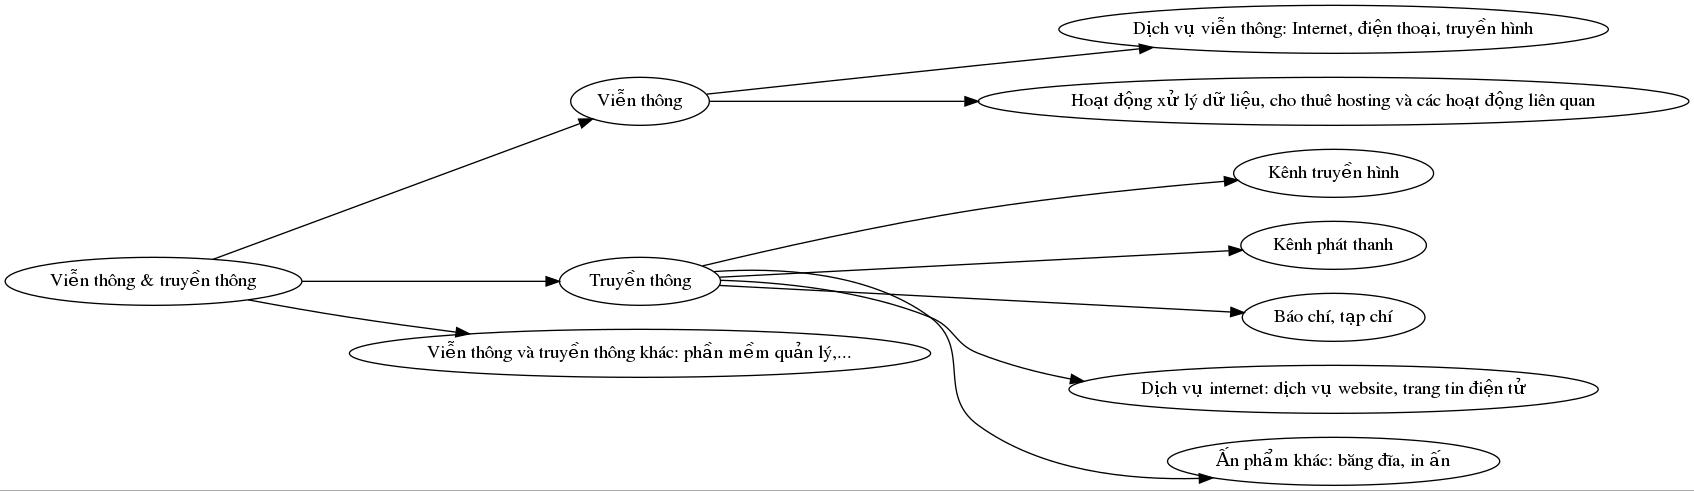 Dịch vụ viễn thông: Internet, điện thoại, truyền hình
Viễn thông
Hoạt động xử lý dữ liệu, cho thuê hosting và các hoạt động liên quan
Kênh truyền hình
Kênh phát thanh
Viễn thông & truyền thông
Truyền thông
Báo chí, tạp chí
Viễn thông và truyền thông khác: phần mềm quản lý,...
Dịch vụ internet: dịch vụ website, trang tin điện tử
Ấn phẩm khác: băng đĩa, in ấn